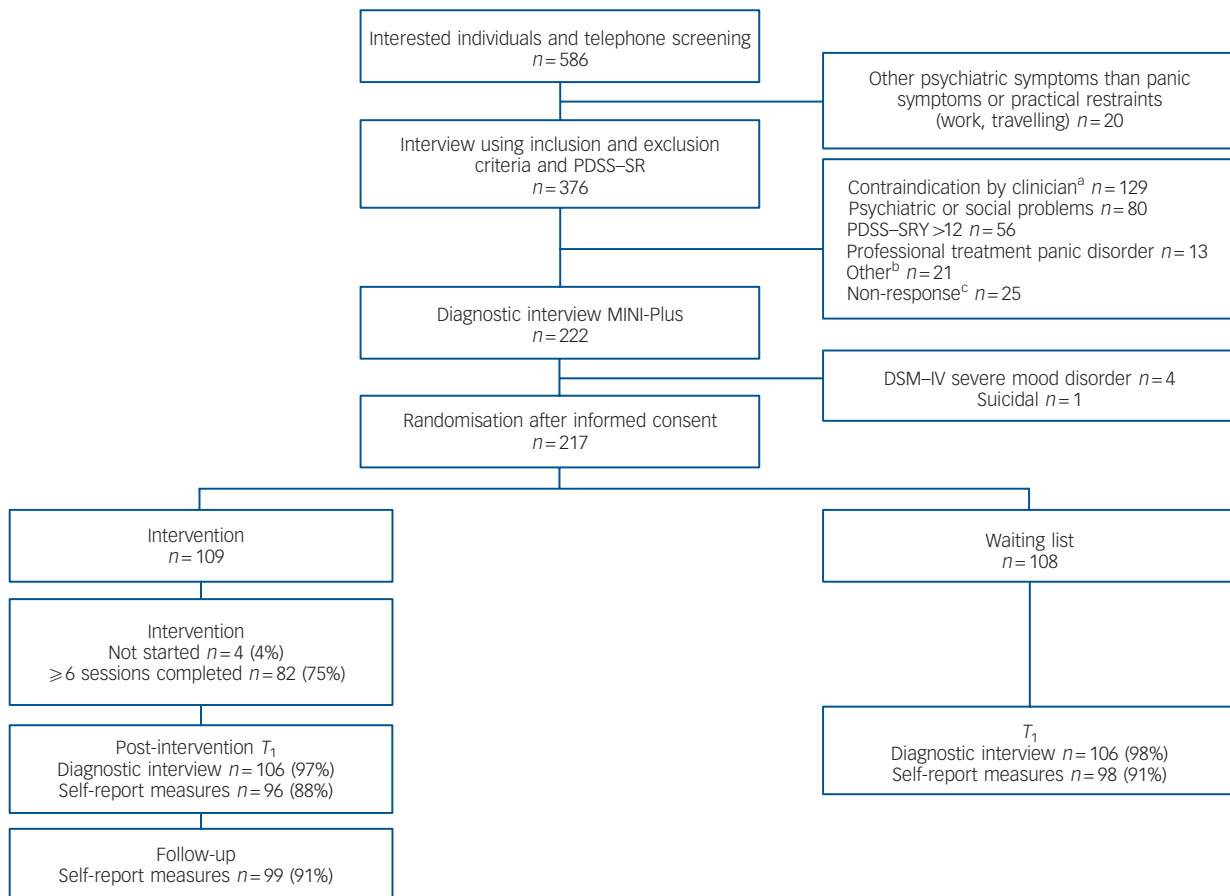 Interested individuals and telephone screening
n = 586
Other psychiatric symptoms than panic
symptoms or practical restraints
(work, travelling) n = 20
Interview using inclusion and exclusion
criteria and PDSS–SR
n = 376
Contraindication by clinicianᵃ n = 129
Psychiatric or social problems n = 80
PDSS–SRY >12 n = 56
Professional treatment panic disorder n = 13
Otherᵇ n = 21
Non-responseᶜ n = 25
Diagnostic interview MINI-Plus
n = 222
DSM–IV severe mood disorder n = 4
Suicidal n = 1
Randomisation after informed consent
n = 217
Intervention
n = 109
Waiting list
n = 108
Intervention
Not started n = 4 (4%)
⩾6 sessions completed n = 82 (75%)
Post-intervention T₁
Diagnostic interview n = 106 (97%)
Self-report measures n = 96 (88%)
T₁
Diagnostic interview n = 106 (98%)
Self-report measures n = 98 (91%)
Follow-up
Self-report measures n = 99 (91%)